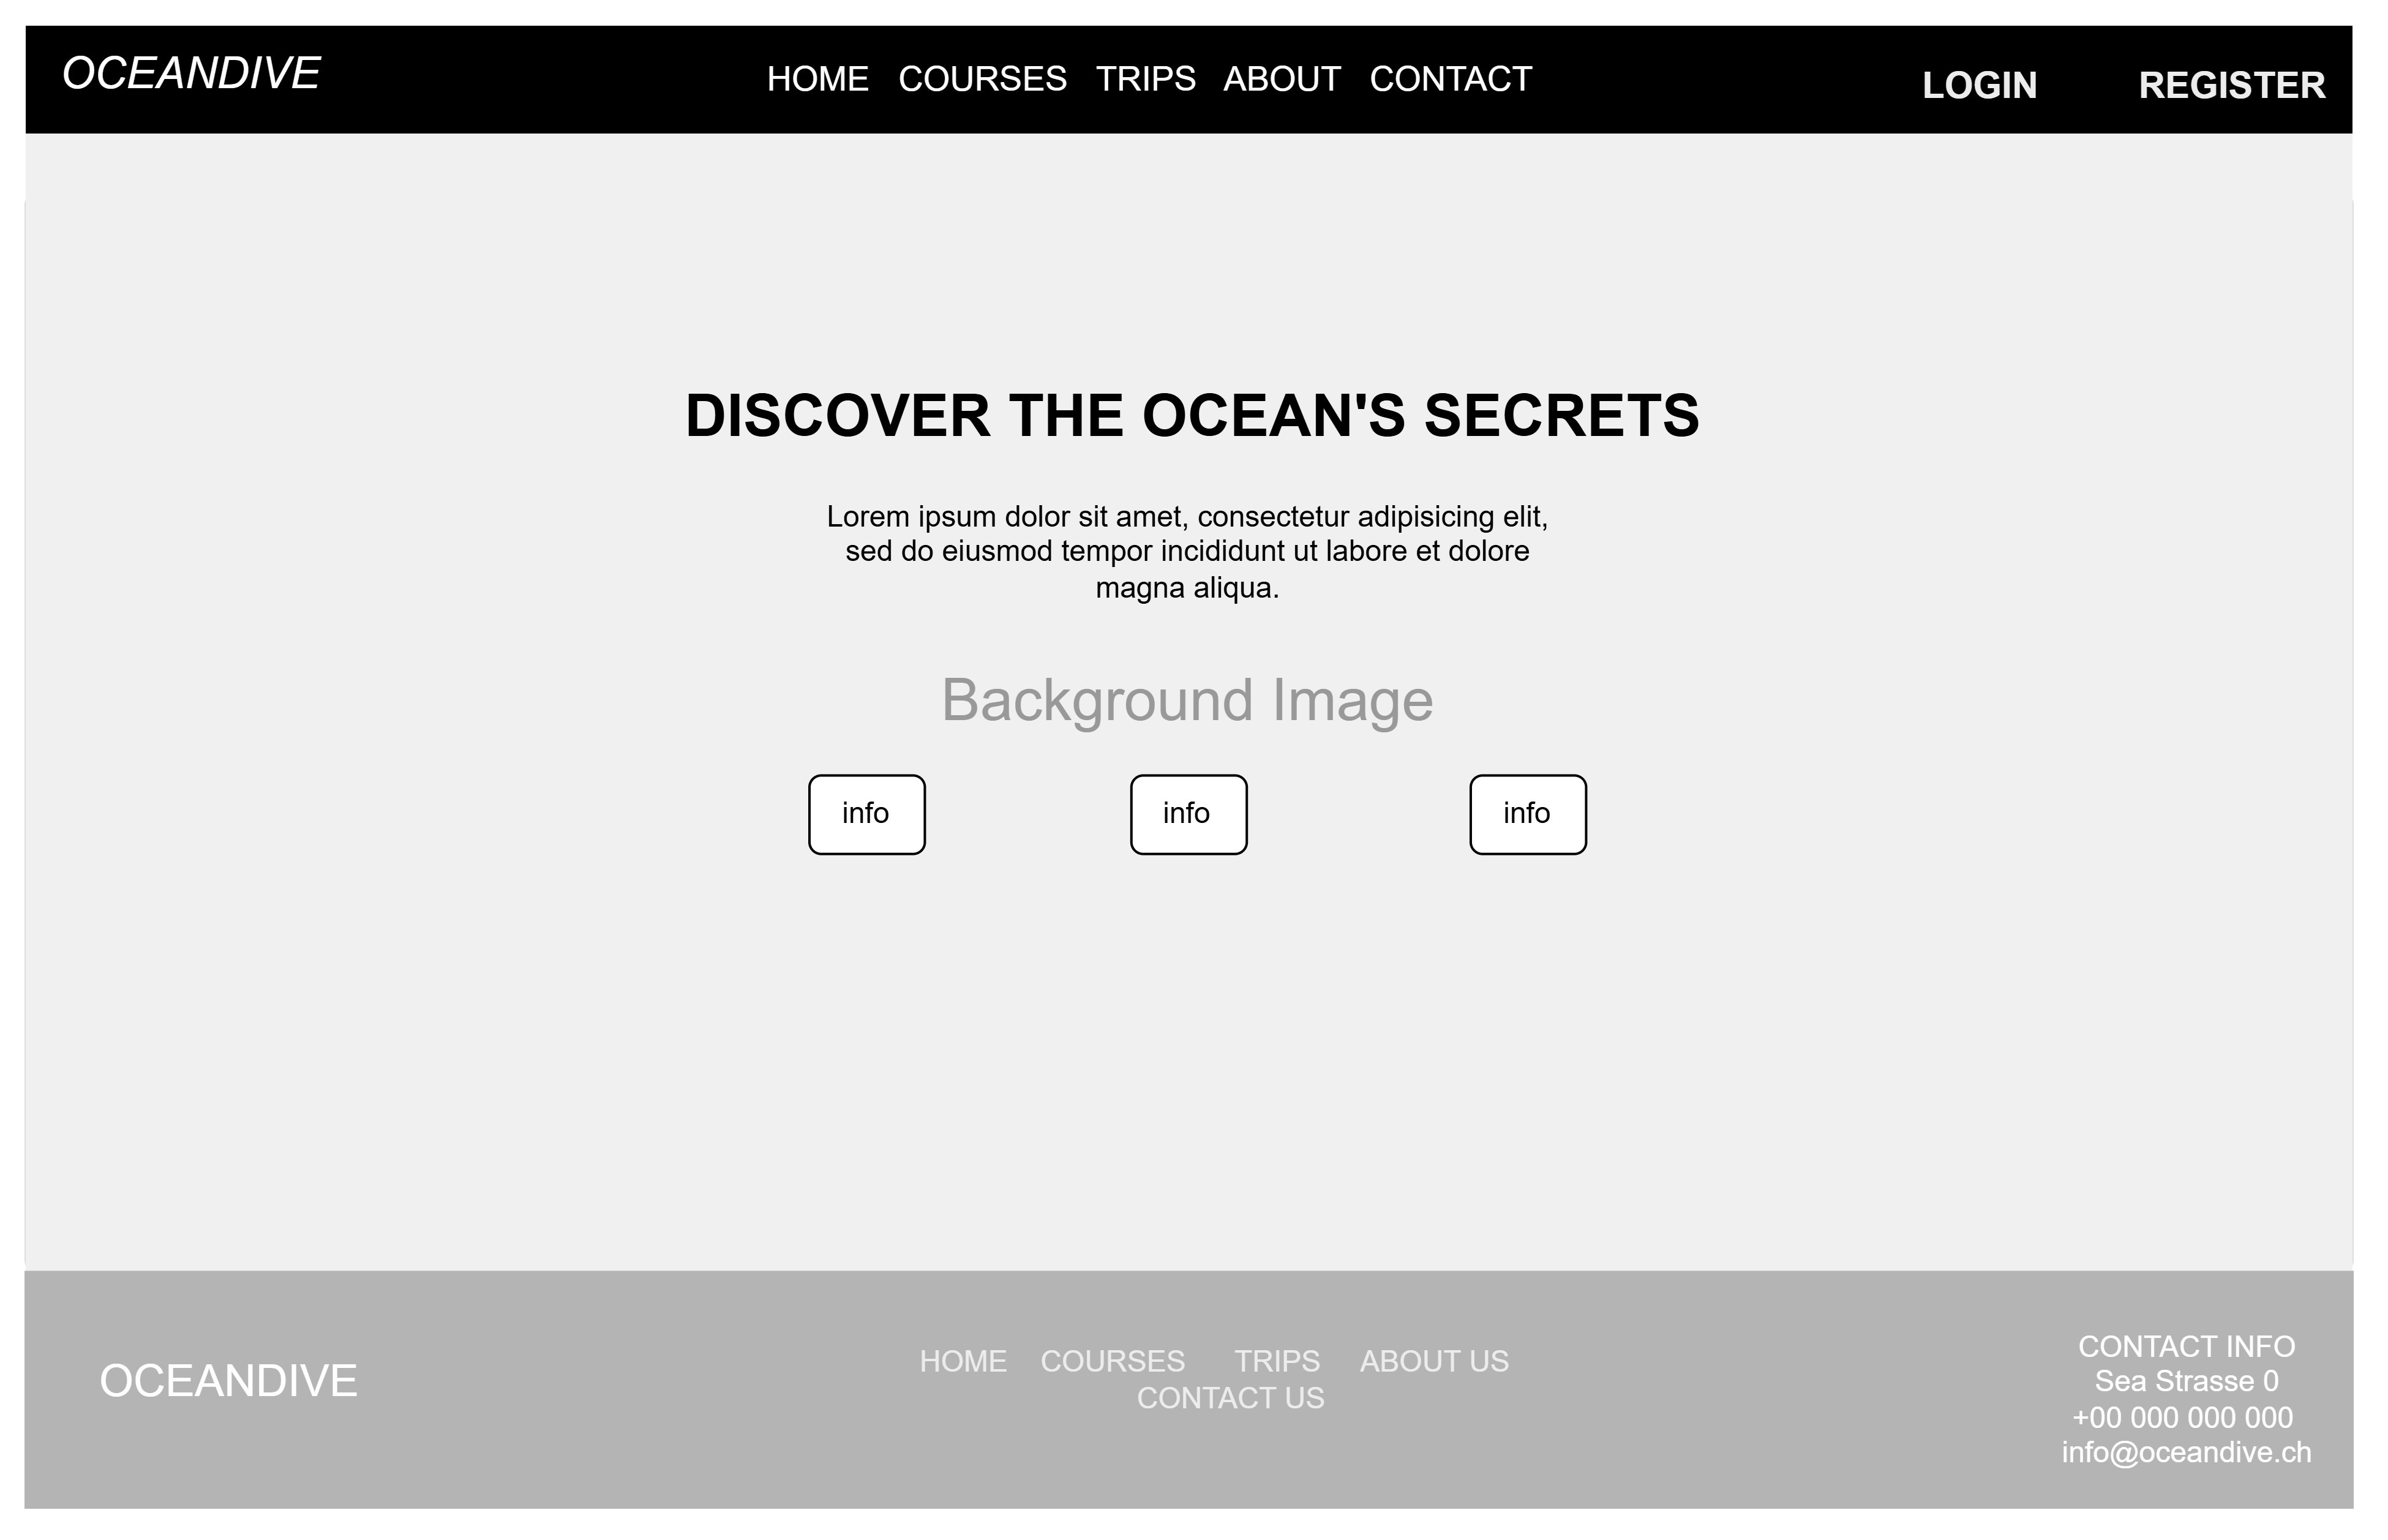 OCEANDIVE
HOME COURSES TRIPS ABOUT CONTACT
LOGIN REGISTER
DISCOVER THE OCEAN'S SECRETS
Lorem ipsum dolor sit amet, consectetur adipisicing elit,
sed do eiusmod tempor incididunt ut labore et dolore
magna aliqua.
Background Image
info info info
OCEANDIVE
HOME COURSES TRIPS ABOUT US
CONTACT US
CONTACT INFO
Sea Strasse 0
+00 000 000 000
info@oceandive.ch